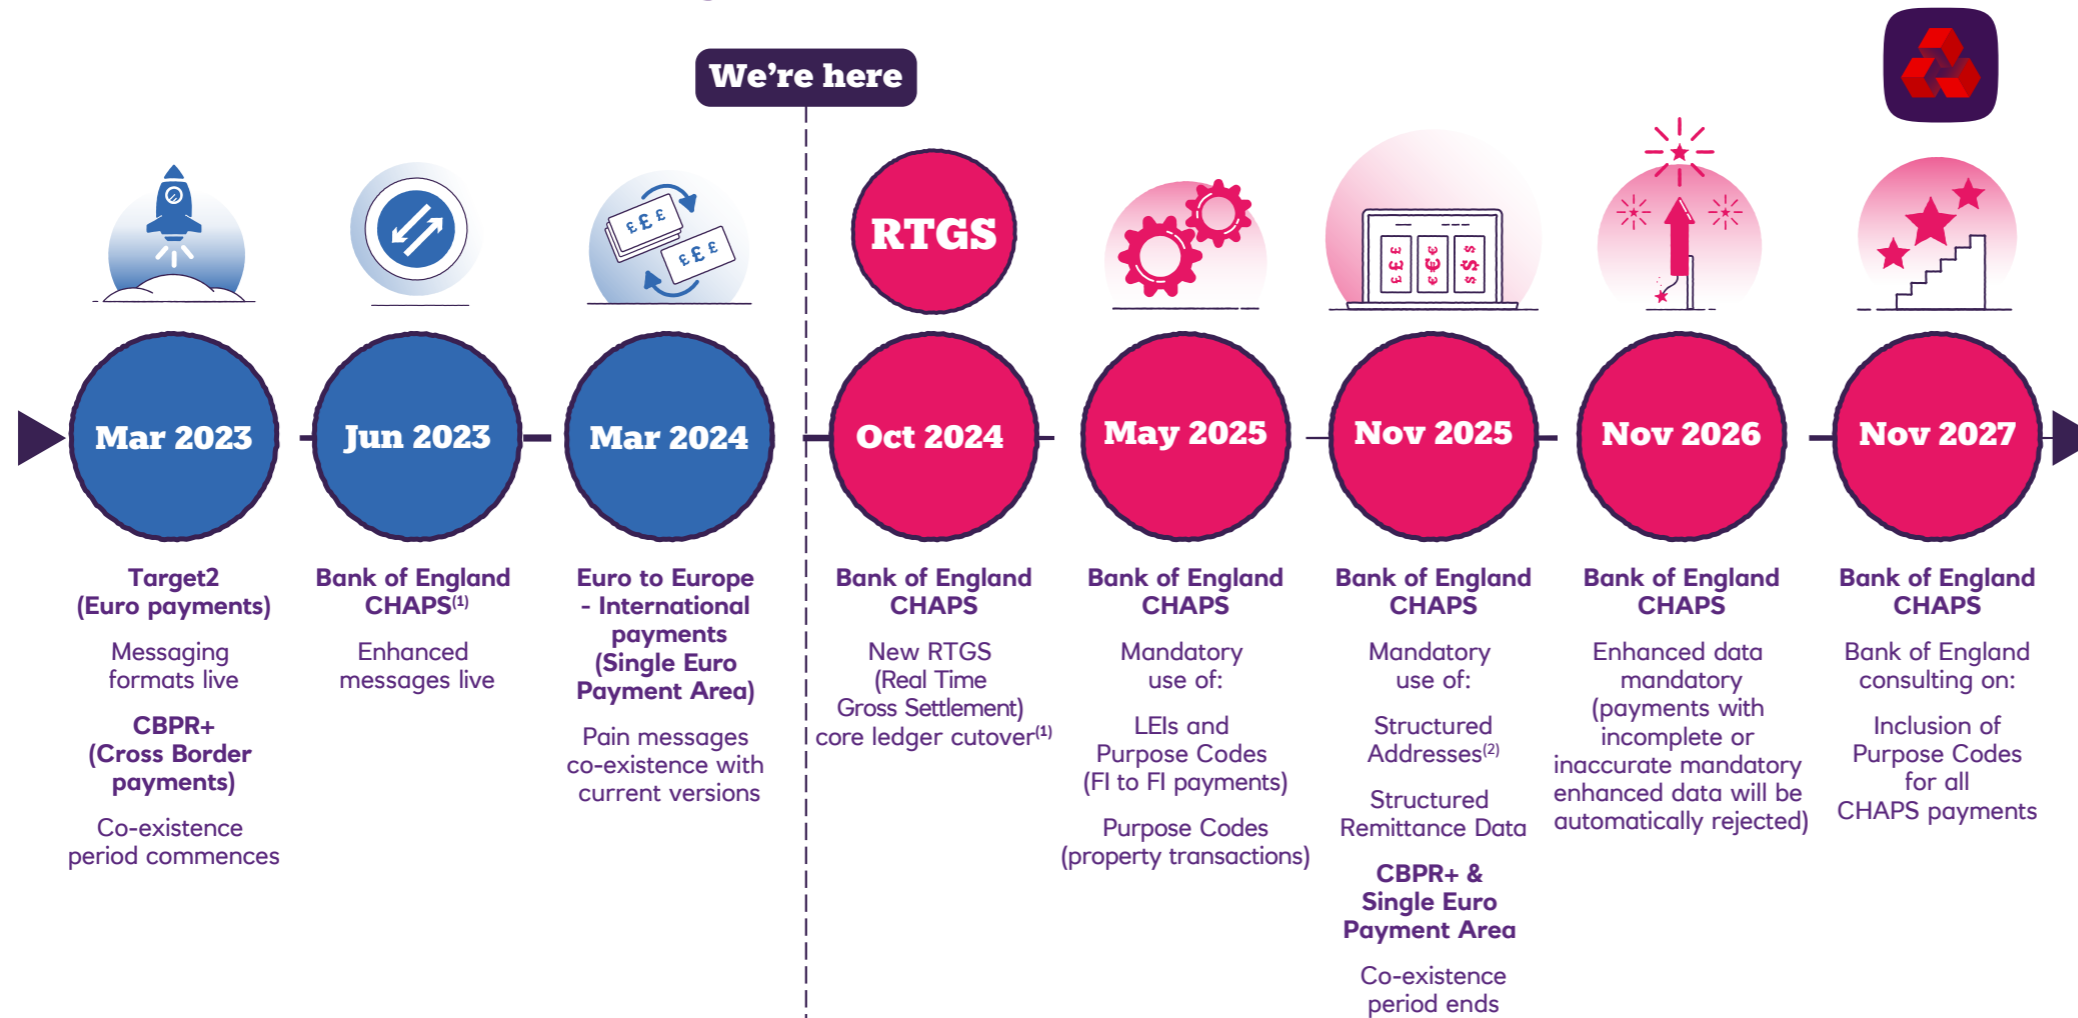 We're here
RTGS
£ £ £
£ £ £
£ £ £
€ € €
$ $ $
Mar 2023
Jun 2023
Mar 2024
Oct 2024
May 2025
Nov 2025
Nov 2026
Nov 2027
Target2
(Euro payments)
Messaging
formats live
CBPR+
(Cross Border
payments)
Co-existence
period commences
Bank of England
CHAPS(1)
Enhanced
messages live
Euro to Europe
- International
payments
(Single Euro
Payment Area)
Pain messages
co-existence with
current versions
Bank of England
CHAPS
New RTGS
(Real Time
Gross Settlement)
core ledger cutover(1)
Bank of England
CHAPS
Mandatory
use of:
LEIs and
Purpose Codes
(FI to FI payments)
Purpose Codes
(property transactions)
Bank of England
CHAPS
Mandatory
use of:
Structured
Addresses(2)
Structured
Remittance Data
CBPR+ &
Single Euro
Payment Area
Co-existence
period ends
Bank of England
CHAPS
Enhanced data
mandatory
(payments with
incomplete or
inaccurate mandatory
enhanced data will be
automatically rejected)
Bank of England
CHAPS
Bank of England
consulting on:
Inclusion of
Purpose Codes
for all
CHAPS payments